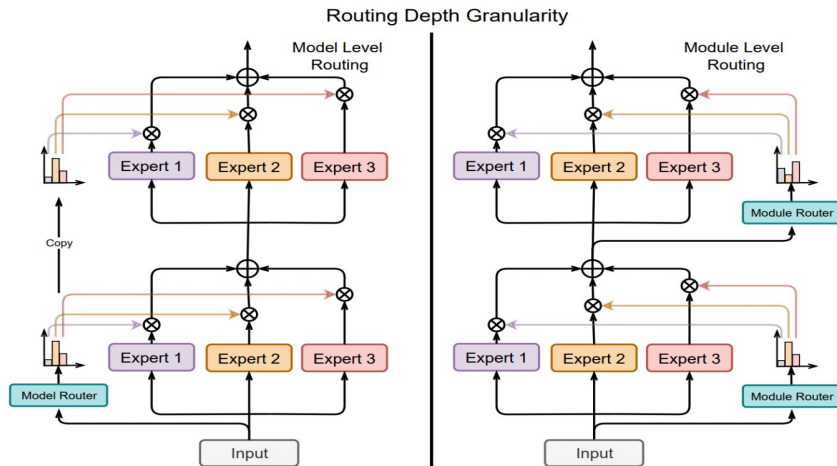 Routing Depth Granularity
Model Level
Routing
Expert 1
Expert 2
Expert 3
Copy
Expert 1
Expert 2
Expert 3
Model Router
Input
Module Level
Routing
Expert 1
Expert 2
Expert 3
Module Router
Expert 1
Expert 2
Expert 3
Module Router
Input